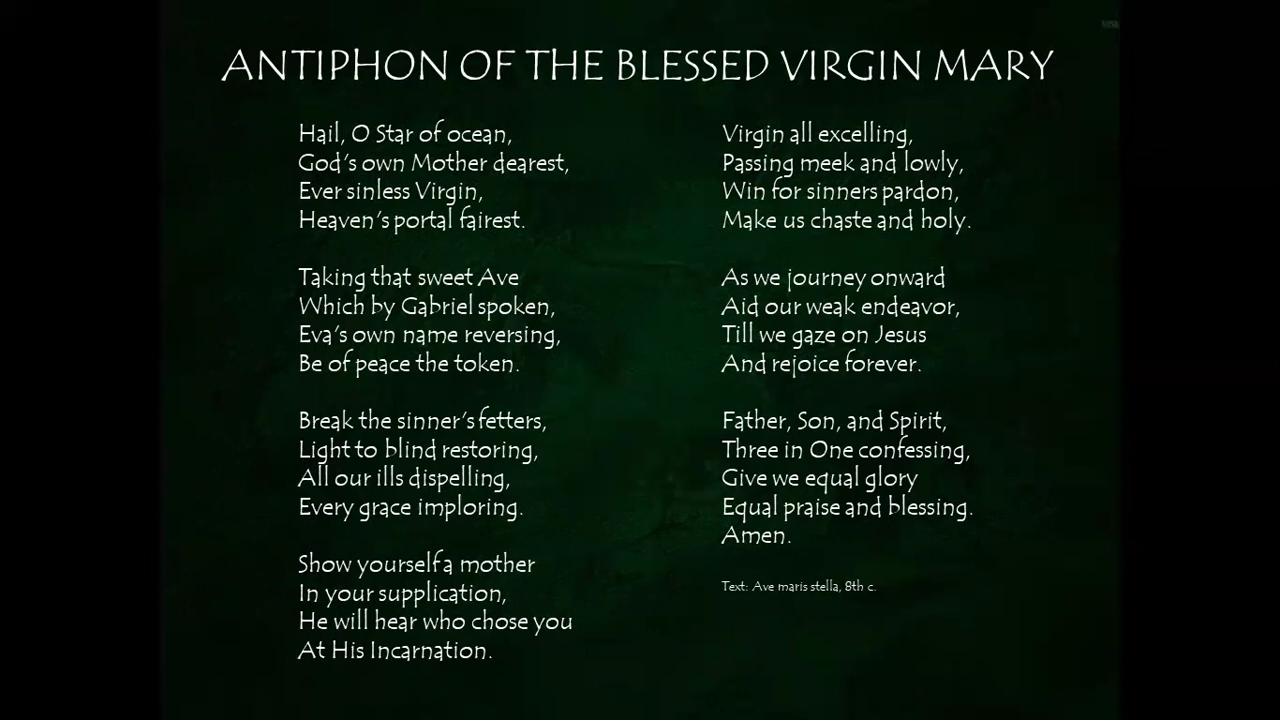 ANTIPHON OF THE BLESSED VIRGIN MARY
Hail, O Star of ocean,
God's own Mother dearest,
Ever sinless Virgin,
Heaven's portal fairest.
Taking that sweet Ave
Which by Gabriel spoken,
Eva's own name reversing,
Be of peace the token.
Break the sinner's fetters,
Light to blind restoring,
All our ills dispelling,
Every grace imploring.
Show yourself a mother
In your supplication,
He will hear who chose you
At His Incarnation.
Virgin all excelling,
Passing meek and lowly,
Win for sinners pardon,
Make us chaste and holy.
As we journey onward
Aid our weak endeavor,
Till we gaze on Jesus
And rejoice forever.
Father, Son, and Spirit,
Three in One confessing,
Give we equal glory
Equal praise and blessing.
Amen.
Text: Ave maris stella, 8th c.